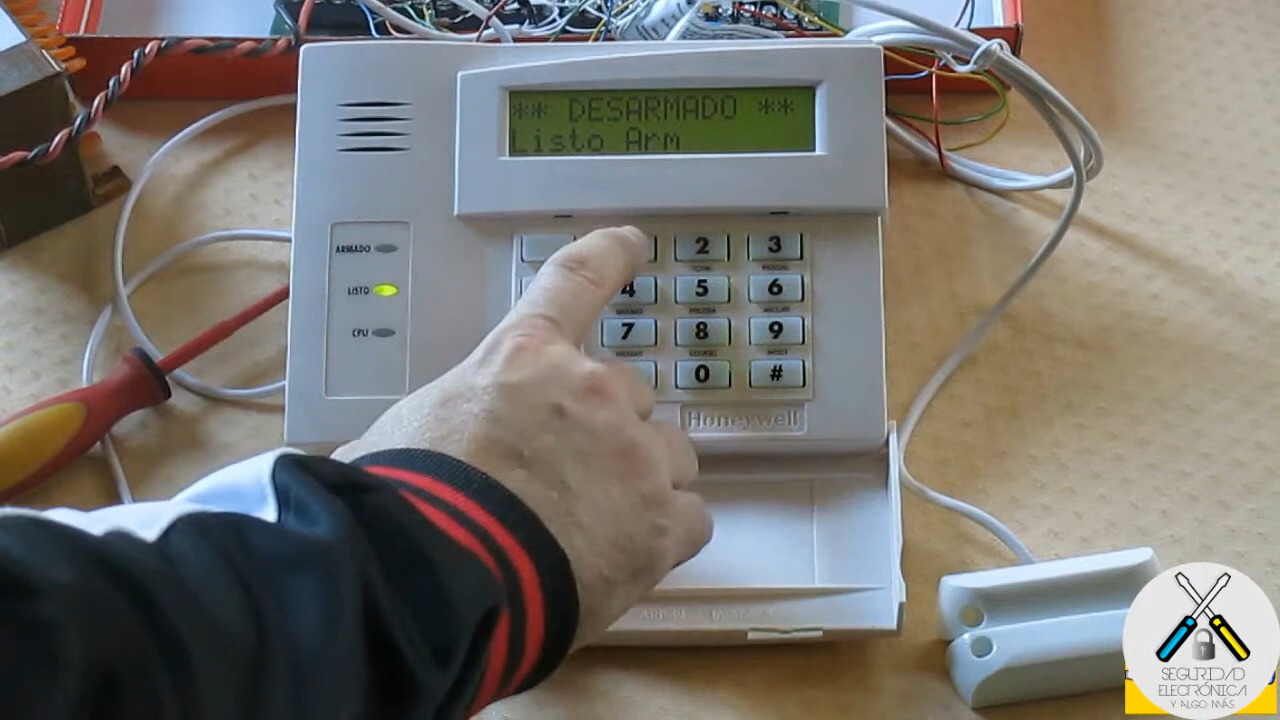 ** DESARMADO **
Listo Arm
ARMADO
LISTO
CPU
2 3
4 5 6
7 8 9
0 #
Honeywell
SEGURIDAD
ELECTRÓNICA
Y ALGO MÁS